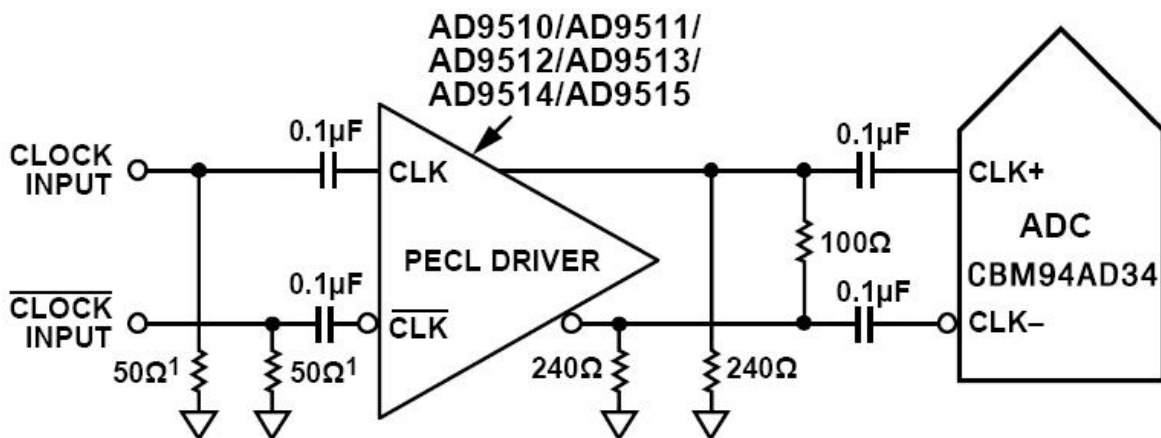 AD9510/AD9511/
AD9512/AD9513/
AD9514/AD9515
0.1µF
0.1µF
CLOCK
INPUT
CLK
CLK+
ADC
100Ω
PECL DRIVER
CBM94AD34
0.1µF
0.1µF
CLOCK
INPUT
CLK
CLK–
50Ω¹
50Ω¹
240Ω
240Ω